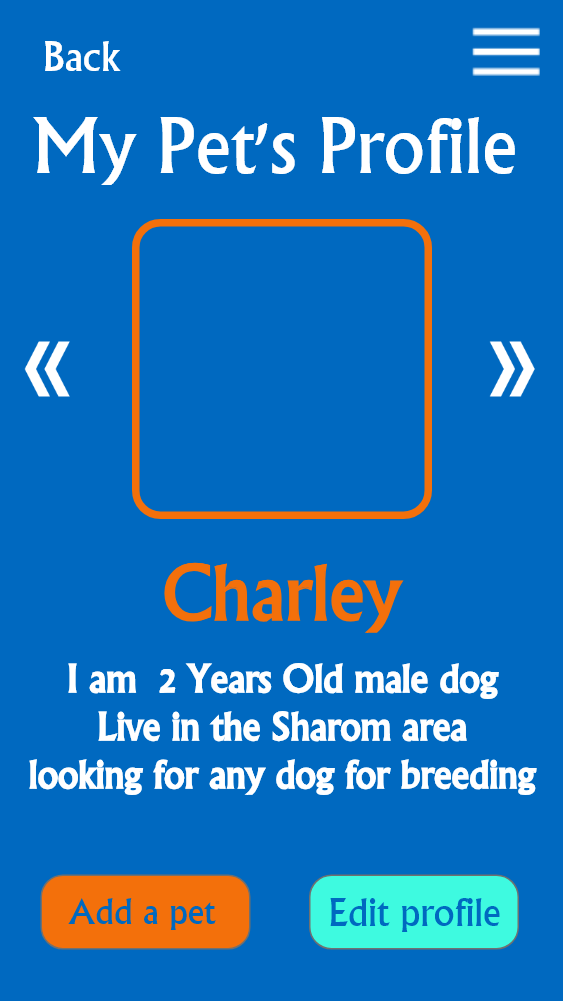 Back
My Pet's Profile
«
»
Charley
I am 2 Years Old male dog
Live in the Sharom area
looking for any dog for breeding
Add a pet
Edit profile